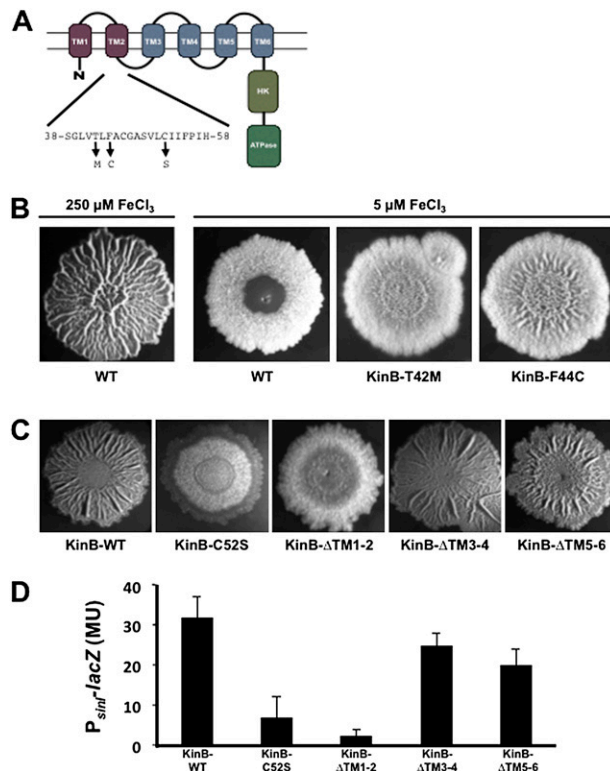 A
TM1 TM2 TM3 TM4 TM5 TM6
N
HK
38-SGLVTLFACGASVLCIIFPIH-58
M C S
ATPase
B
250 µM FeCl3 5 µM FeCl3
WT WT KinB-T42M KinB-F44C
C
KinB-WT KinB-C52S KinB-ΔTM1-2 KinB-ΔTM3-4 KinB-ΔTM5-6
D
PsinI-lacZ (MU)
40
30
20
10
0
KinB- KinB- KinB- KinB- KinB-
WT C52S ΔTM1-2 ΔTM3-4 ΔTM5-6